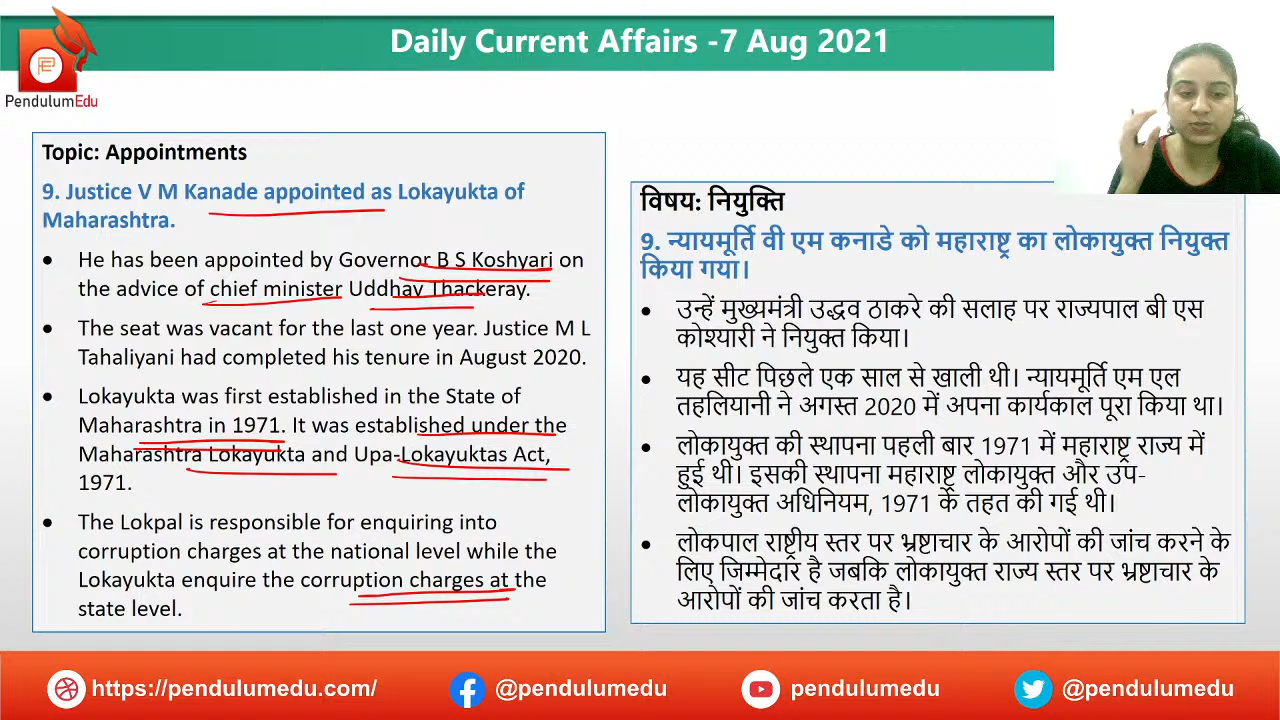 Daily Current Affairs -7 Aug 2021
PendulumEdu
Topic: Appointments
9. Justice V M Kanade appointed as Lokayukta of
Maharashtra.
• He has been appointed by Governor B S Koshyari on
the advice of chief minister Uddhav Thackeray.
• The seat was vacant for the last one year. Justice M L
Tahaliyani had completed his tenure in August 2020.
• Lokayukta was first established in the State of
Maharashtra in 1971. It was established under the
Maharashtra Lokayukta and Upa-Lokayuktas Act,
1971.
• The Lokpal is responsible for enquiring into
corruption charges at the national level while the
Lokayukta enquire the corruption charges at the
state level.
विषय: नियुक्ति
9. न्यायमूर्ति वी एम कनाडे को महाराष्ट्र का लोकायुक्त नियुक्त
किया गया।
• उन्हें मुख्यमंत्री उद्धव ठाकरे की सलाह पर राज्यपाल बी एस
कोश्यारी ने नियुक्त किया।
• यह सीट पिछले एक साल से खाली थी। न्यायमूर्ति एम एल
तहलियानी ने अगस्त 2020 में अपना कार्यकाल पूरा किया था।
• लोकायुक्त की स्थापना पहली बार 1971 में महाराष्ट्र राज्य में
हुई थी। इसकी स्थापना महाराष्ट्र लोकायुक्त और उप-
लोकायुक्त अधिनियम, 1971 के तहत की गई थी।
• लोकपाल राष्ट्रीय स्तर पर भ्रष्टाचार के आरोपों की जांच करने के
लिए जिम्मेदार है जबकि लोकायुक्त राज्य स्तर पर भ्रष्टाचार के
आरोपों की जांच करता है।
https://pendulumedu.com/
@pendulumedu
pendulumedu
@pendulumedu